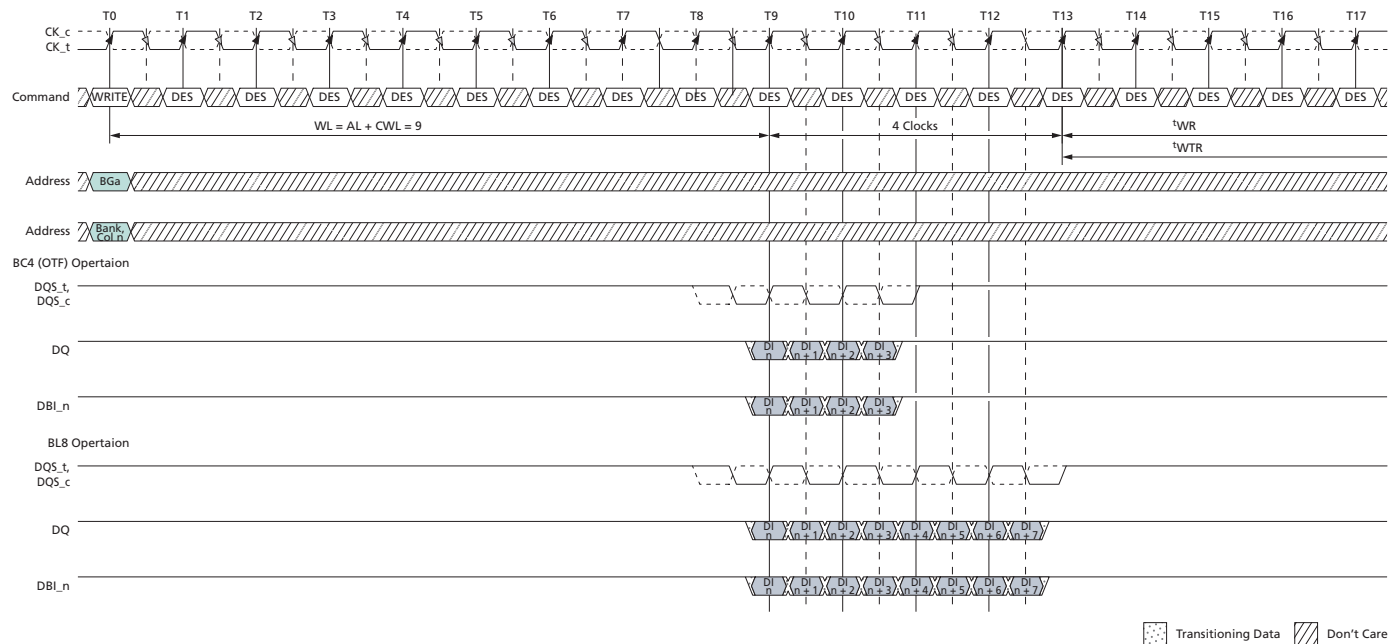 T0 T1 T2 T3 T4 T5 T6 T7 T8 T9 T10 T11 T12 T13 T14 T15 T16 T17
CK_c
CK_t
Command WRITE DES DES DES DES DES DES DES DES DES DES DES DES DES DES DES DES DES
WL = AL + CWL = 9 4 Clocks tWR
tWTR
Address BGa
Address Bank, Col n
BC4 (OTF) Opertaion
DQS_t,
DQS_c
DQ DI n DI n + 1 DI n + 2 DI n + 3
DBI_n DI n DI n + 1 DI n + 2 DI n + 3
BL8 Opertaion
DQS_t,
DQS_c
DQ DI n DI n + 1 DI n + 2 DI n + 3 DI n + 4 DI n + 5 DI n + 6 DI n + 7
DBI_n DI n DI n + 1 DI n + 2 DI n + 3 DI n + 4 DI n + 5 DI n + 6 DI n + 7
Transitioning Data Don't Care